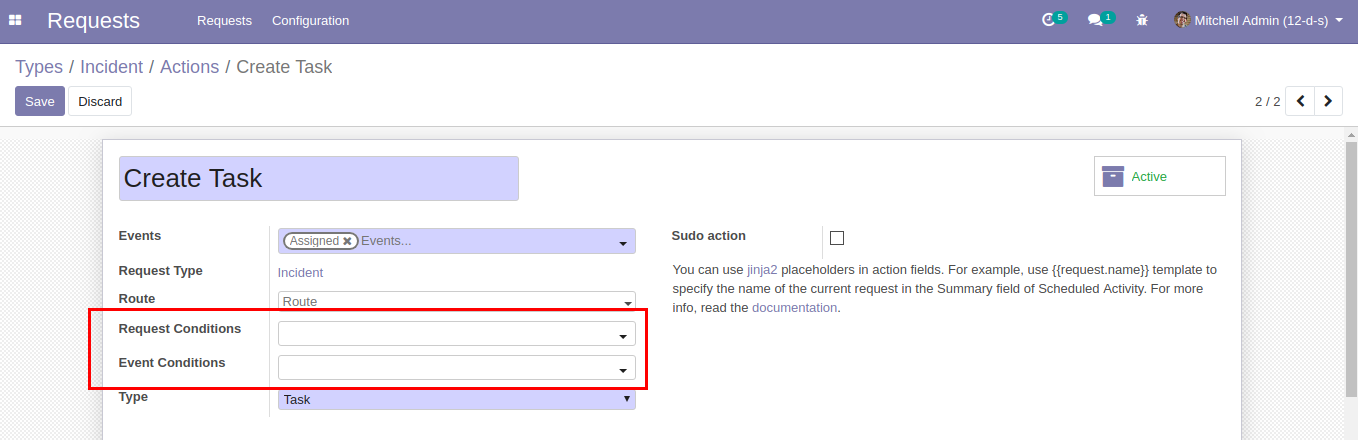 Requests
Requests Configuration
5 1 Mitchell Admin (12-d-s)
Types / Incident / Actions / Create Task
Save Discard
2 / 2
Create Task
Active
Events
Assigned Events...
Request Type
Incident
Route
Route
Request Conditions
Event Conditions
Type
Task
Sudo action
You can use jinja2 placeholders in action fields. For example, use {{request.name}} template to
specify the name of the current request in the Summary field of Scheduled Activity. For more
info, read the documentation.